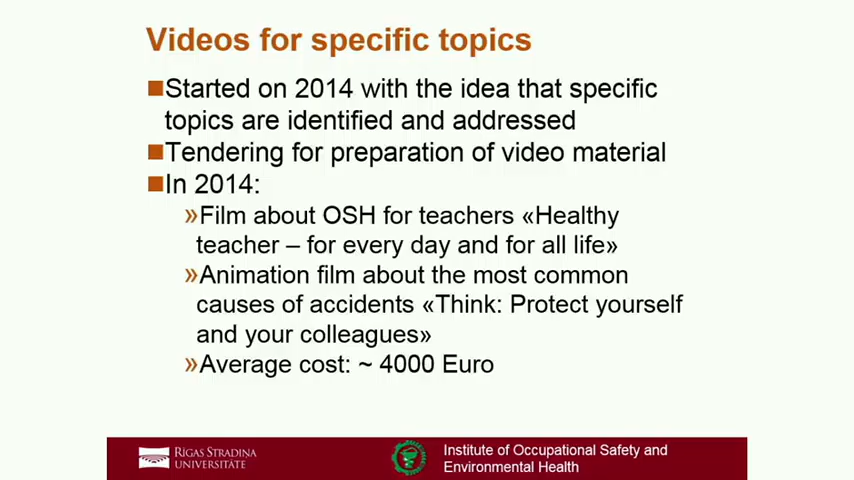 Videos for specific topics
Started on 2014 with the idea that specific
topics are identified and addressed
Tendering for preparation of video material
In 2014:
»Film about OSH for teachers «Healthy
teacher – for every day and for all life»
»Animation film about the most common
causes of accidents «Think: Protect yourself
and your colleagues»
»Average cost: ~ 4000 Euro
RIGAS STRADINA
UNIVERSITATE
Institute of Occupational Safety and
Environmental Health